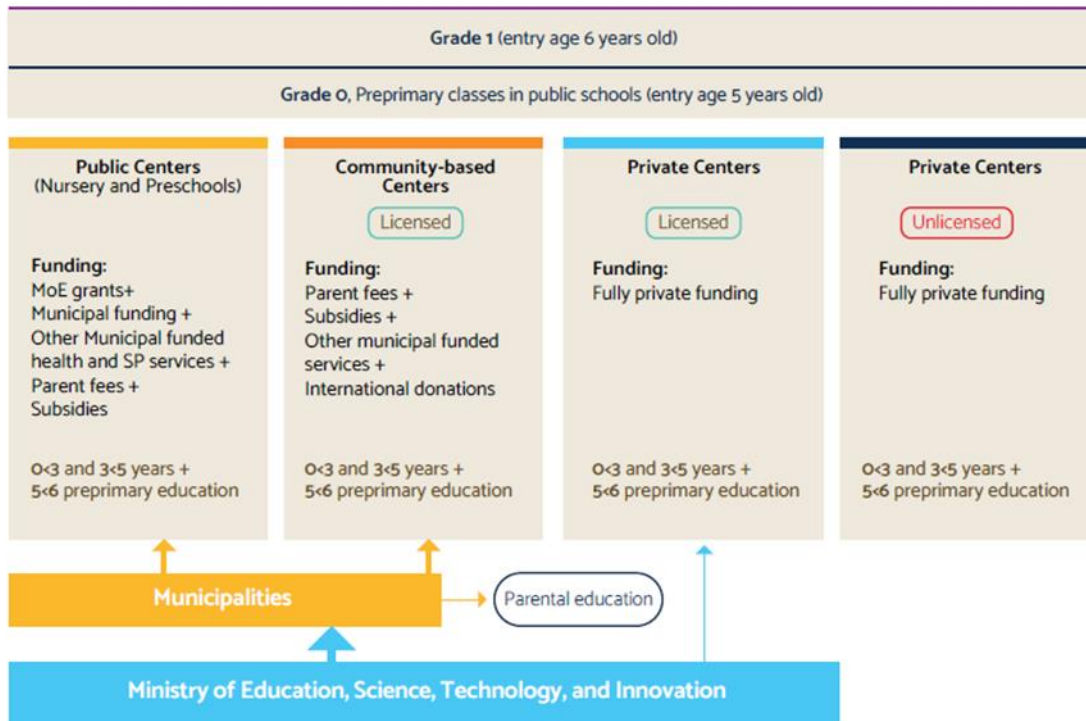 Grade 1 (entry age 6 years old)
Grade 0, Preprimary classes in public schools (entry age 5 years old)
Public Centers
(Nursery and Preschools)
Funding:
MoE grants+
Municipal funding +
Other Municipal funded
health and SP services +
Parent fees +
Subsidies
0<3 and 3<5 years +
5<6 preprimary education
Community-based
Centers
Licensed
Funding:
Parent fees +
Subsidies +
Other municipal funded
services +
International donations
0<3 and 3<5 years +
5<6 preprimary education
Private Centers
Licensed
Funding:
Fully private funding
0<3 and 3<5 years +
5<6 preprimary education
Private Centers
Unlicensed
Funding:
Fully private funding
0<3 and 3<5 years +
5<6 preprimary education
Municipalities
Parental education
Ministry of Education, Science, Technology, and Innovation